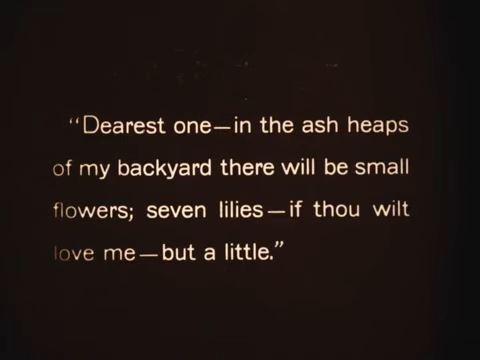 “Dearest one—in the ash heaps
of my backyard there will be small
flowers; seven lilies—if thou wilt
love me—but a little.”